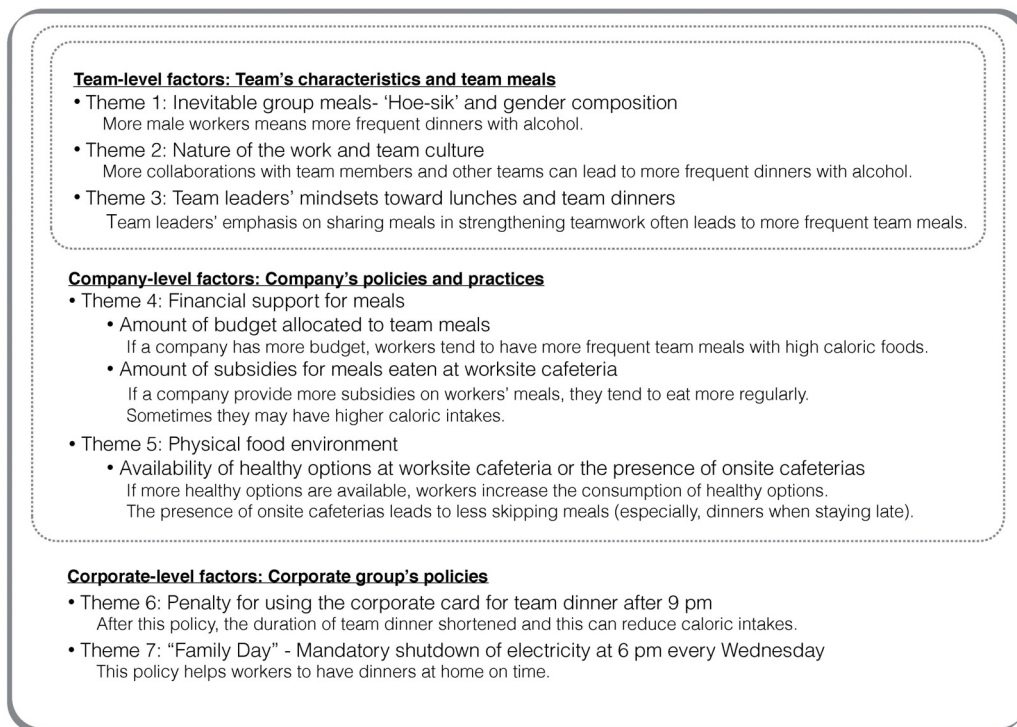 Team-level factors: Team's characteristics and team meals
• Theme 1: Inevitable group meals- 'Hoe-sik' and gender composition
More male workers means more frequent dinners with alcohol.
• Theme 2: Nature of the work and team culture
More collaborations with team members and other teams can lead to more frequent dinners with alcohol.
• Theme 3: Team leaders' mindsets toward lunches and team dinners
Team leaders' emphasis on sharing meals in strengthening teamwork often leads to more frequent team meals.
Company-level factors: Company's policies and practices
• Theme 4: Financial support for meals
• Amount of budget allocated to team meals
If a company has more budget, workers tend to have more frequent team meals with high caloric foods.
• Amount of subsidies for meals eaten at worksite cafeteria
If a company provide more subsidies on workers' meals, they tend to eat more regularly.
Sometimes they may have higher caloric intakes.
• Theme 5: Physical food environment
• Availability of healthy options at worksite cafeteria or the presence of onsite cafeterias
If more healthy options are available, workers increase the consumption of healthy options.
The presence of onsite cafeterias leads to less skipping meals (especially, dinners when staying late).
Corporate-level factors: Corporate group's policies
• Theme 6: Penalty for using the corporate card for team dinner after 9 pm
After this policy, the duration of team dinner shortened and this can reduce caloric intakes.
• Theme 7: “Family Day” - Mandatory shutdown of electricity at 6 pm every Wednesday
This policy helps workers to have dinners at home on time.